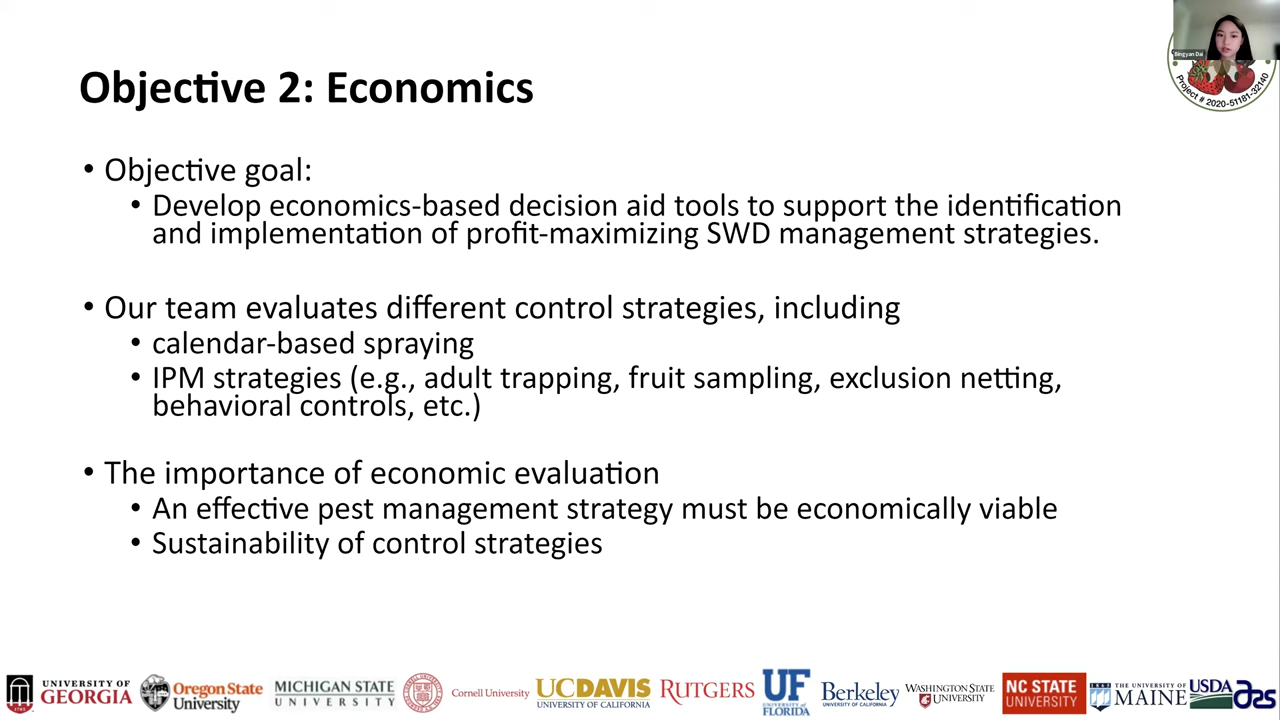 Bingyan Dai
Project # 2020-51181-32140
Objective 2: Economics
• Objective goal:
• Develop economics-based decision aid tools to support the identification
and implementation of profit-maximizing SWD management strategies.
• Our team evaluates different control strategies, including
• calendar-based spraying
• IPM strategies (e.g., adult trapping, fruit sampling, exclusion netting,
behavioral controls, etc.)
• The importance of economic evaluation
• An effective pest management strategy must be economically viable
• Sustainability of control strategies
UNIVERSITY OF
GEORGIA
1785
Oregon State
University
MICHIGAN STATE
UNIVERSITY
Cornell University
UC DAVIS
UNIVERSITY OF CALIFORNIA
RUTGERS
UF
UNIVERSITY of
FLORIDA
Berkeley
UNIVERSITY OF CALIFORNIA
WASHINGTON STATE
UNIVERSITY
NC STATE
UNIVERSITY
1865
THE UNIVERSITY OF
MAINE
USDA